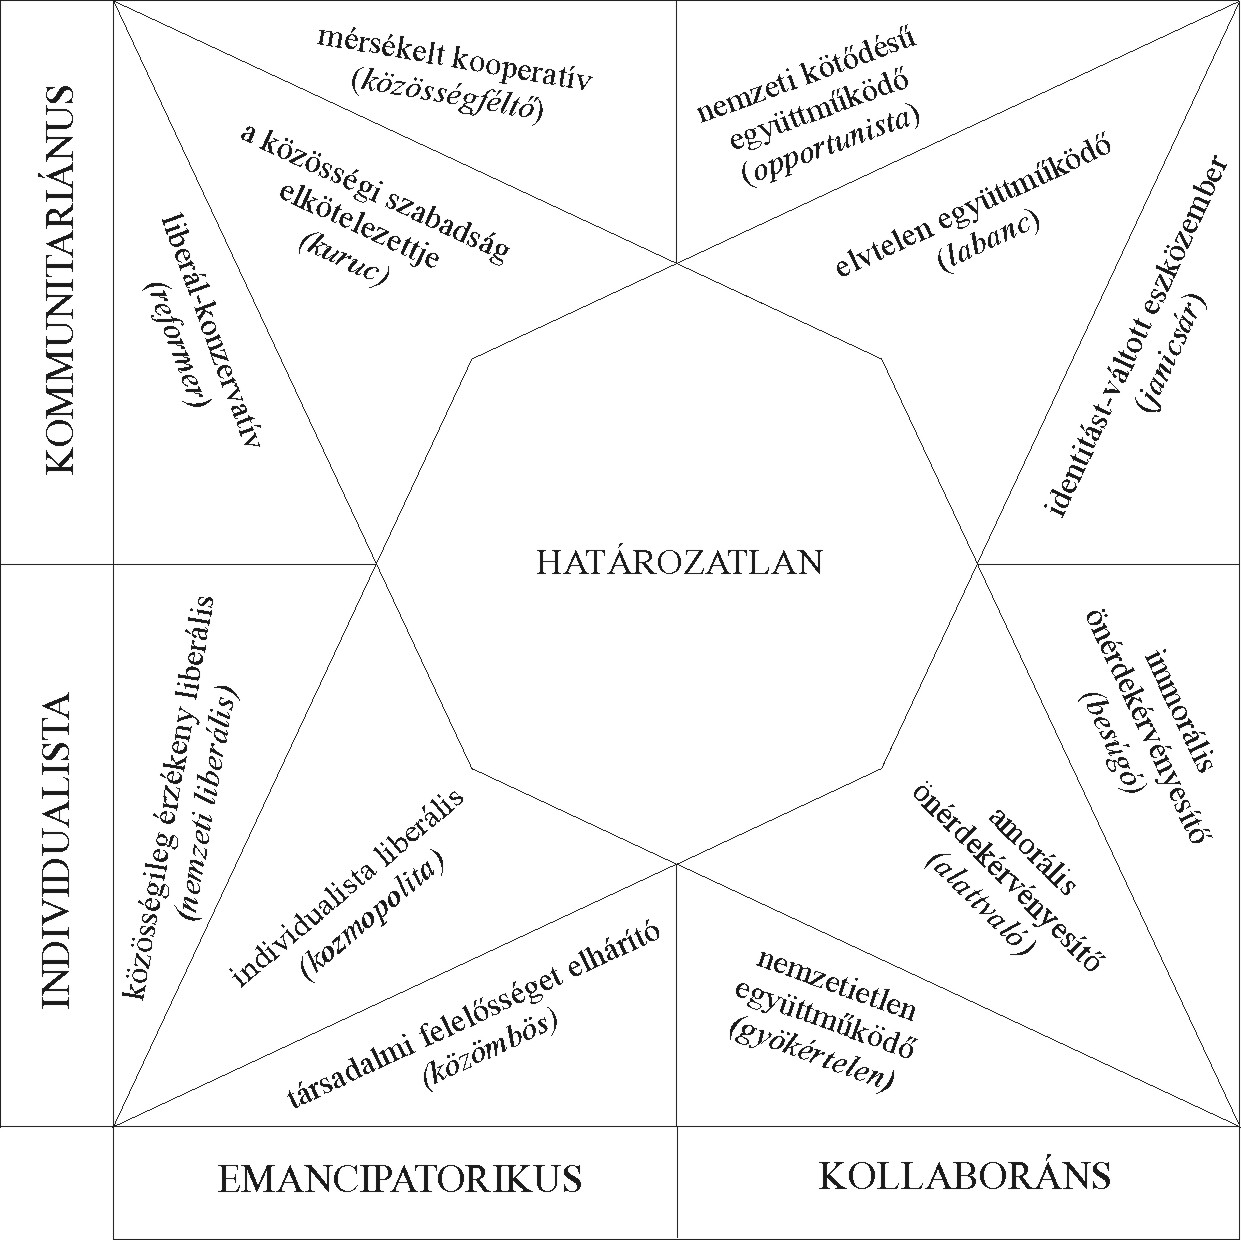 KOMMUNITARIÁNUS
mérsékelt kooperatív
(közösségféltő)
nemzeti kötődésű
együttműködő
(opportunista)
a közösségi szabadság
elkötelezettje
(kuruc)
elvtelen együttműködő
(labanc)
liberál-konzervatív
(reformer)
identitást-váltott eszközember
(janicsár)
HATÁROZATLAN
INDIVIDUALISTA
közösségileg érzékeny liberális
(nemzeti liberális)
individualista liberális
(kozmopolita)
társadalmi felelősséget elhárító
(közömbös)
immorális
önérdekérvényesítő
(besúgó)
amorális
önérdekérvényesítő
(alattvaló)
nemzetietlen
együttműködő
(gyökértelen)
EMANCIPATORIKUS
KOLLABORÁNS